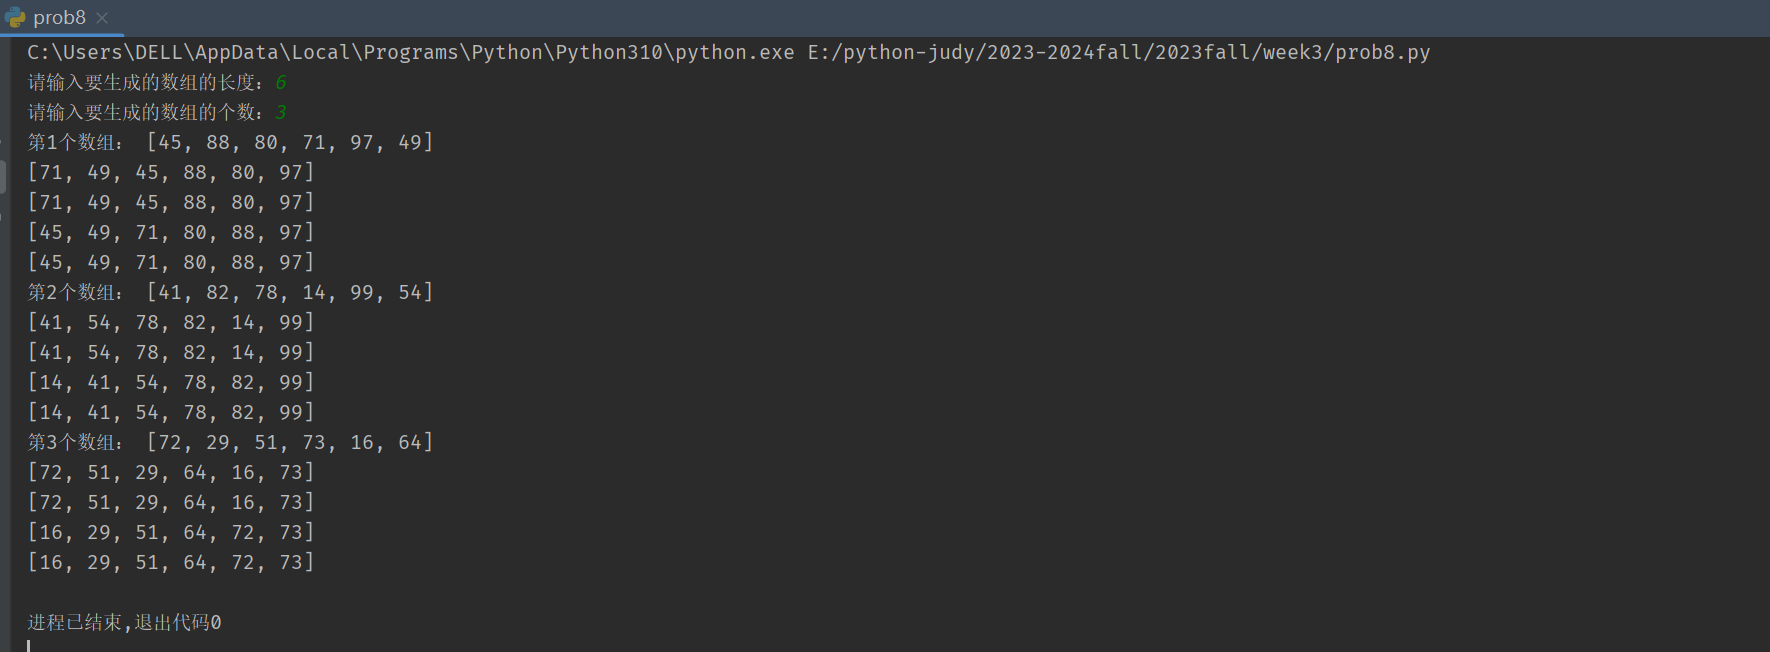 prob8
C:\Users\DELL\AppData\Local\Programs\Python\Python310\python.exe E:/python-judy/2023-2024fall/2023fall/week3/prob8.py
请输入要生成的数组的长度：6
请输入要生成的数组的个数：3
第1个数组： [45, 88, 80, 71, 97, 49]
[71, 49, 45, 88, 80, 97]
[71, 49, 45, 88, 80, 97]
[45, 49, 71, 80, 88, 97]
[45, 49, 71, 80, 88, 97]
第2个数组： [41, 82, 78, 14, 99, 54]
[41, 54, 78, 82, 14, 99]
[41, 54, 78, 82, 14, 99]
[14, 41, 54, 78, 82, 99]
[14, 41, 54, 78, 82, 99]
第3个数组： [72, 29, 51, 73, 16, 64]
[72, 51, 29, 64, 16, 73]
[72, 51, 29, 64, 16, 73]
[16, 29, 51, 64, 72, 73]
[16, 29, 51, 64, 72, 73]
进程已结束,退出代码0